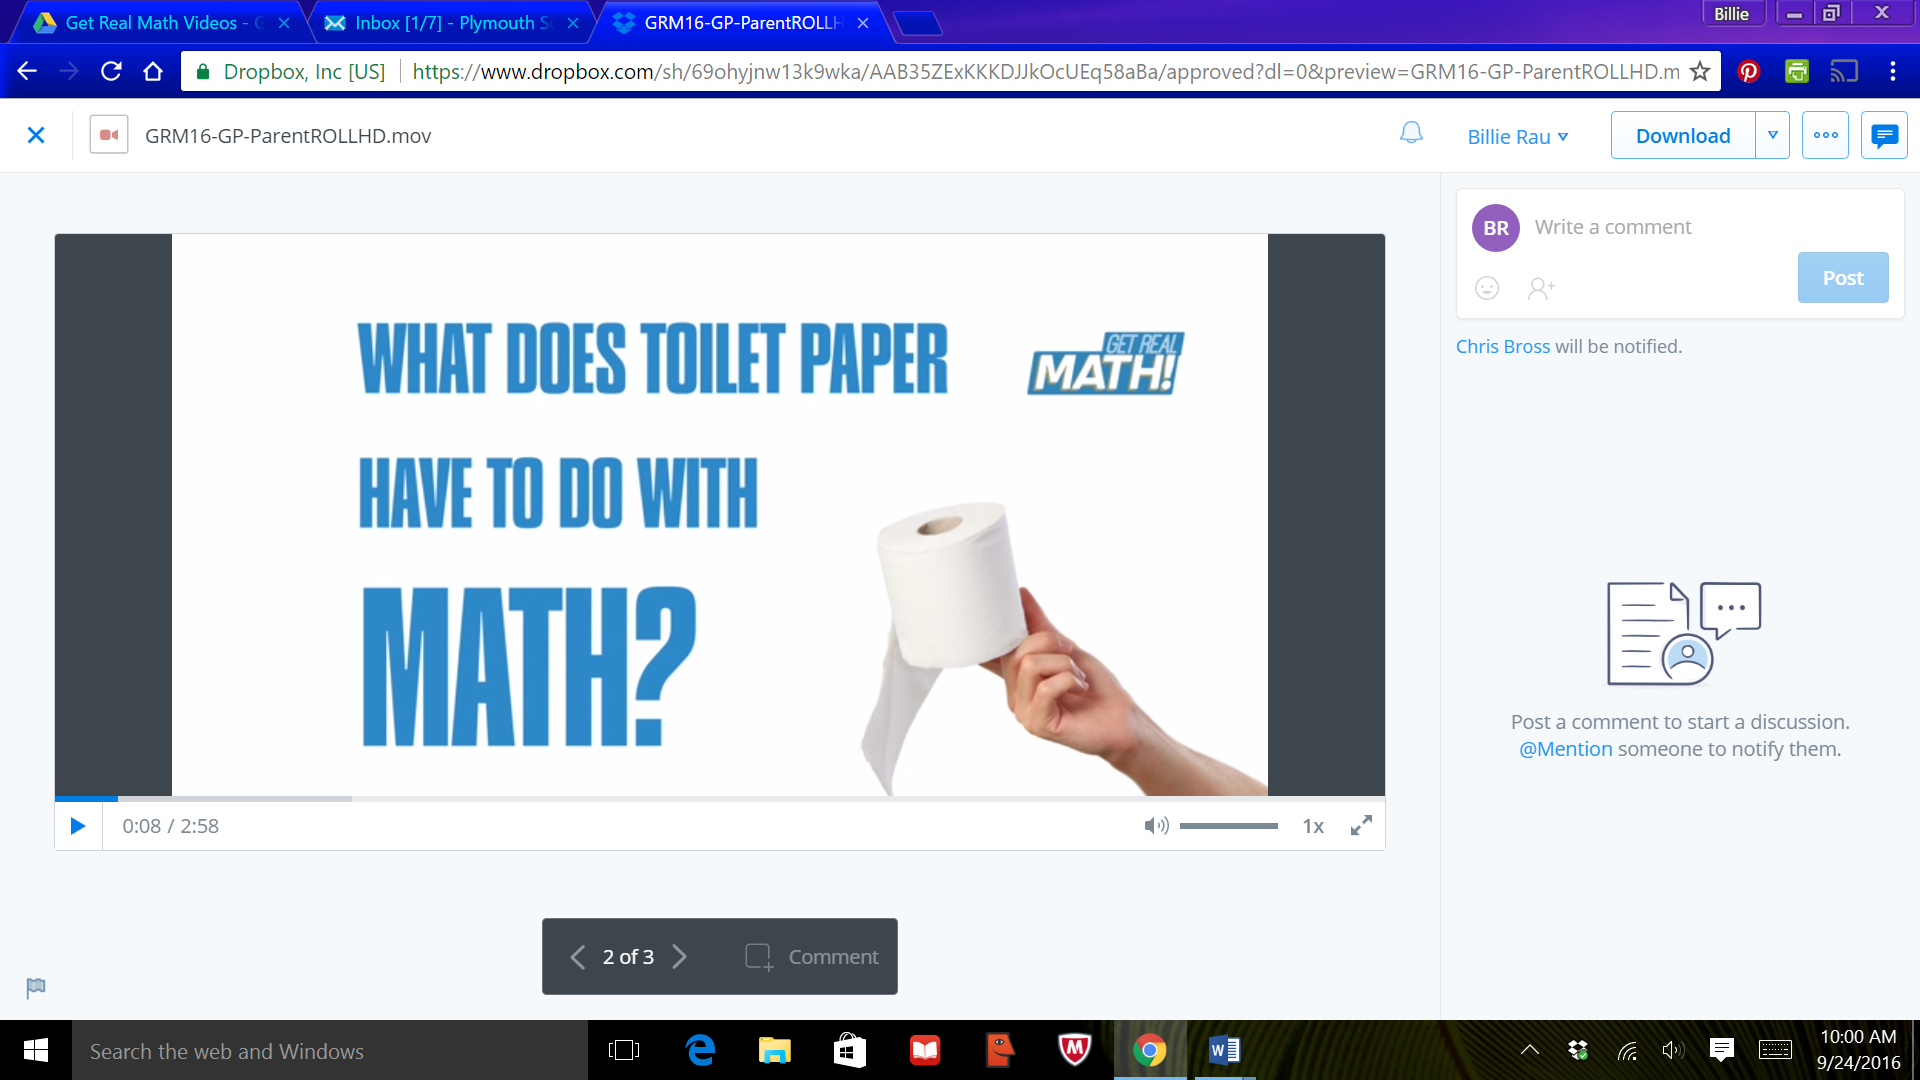 Get Real Math Videos - G
Inbox [1/7] - Plymouth Sc
GRM16-GP-ParentROLLH
Billie
Dropbox, Inc [US]
https://www.dropbox.com/sh/69ohyjnw13k9wka/AAB35ZExKKKDJJkOcUEq58aBa/approved?dl=0&preview=GRM16-GP-ParentROLLHD.m
GRM16-GP-ParentROLLHD.mov
Billie Rau
Download
BR
Write a comment
Post
Chris Bross will be notified.
WHAT DOES TOILET PAPER
GET REAL
MATH!
HAVE TO DO WITH
MATH?
Post a comment to start a discussion.
@Mention someone to notify them.
0:08 / 2:58
1x
2 of 3
Comment
Search the web and Windows
10:00 AM
9/24/2016